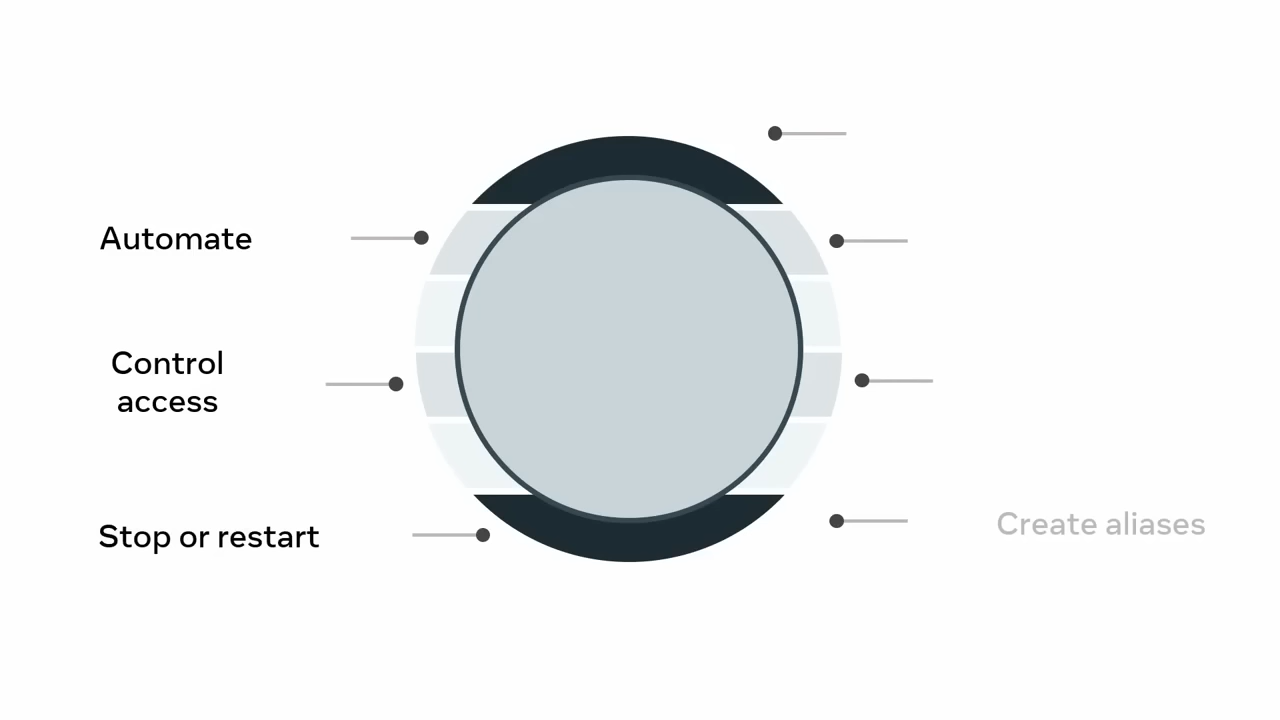 Automate
Control
access
Stop or restart
Create aliases